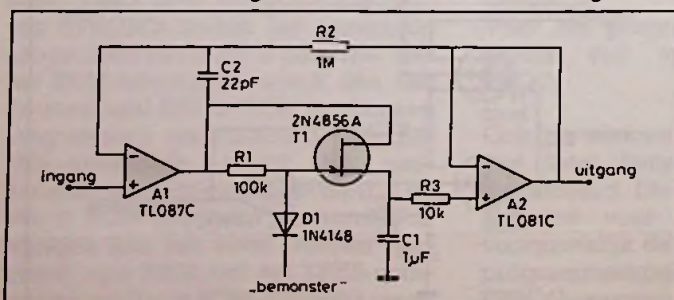 R2
1M
C2
22pF
2N4856A
T1
R1
100k
ingang
A1
TL087C
D1
1N4148
R3
10k
C1
1µF
A2
TL081C
uitgang
„bemonster"
-
+
-
+